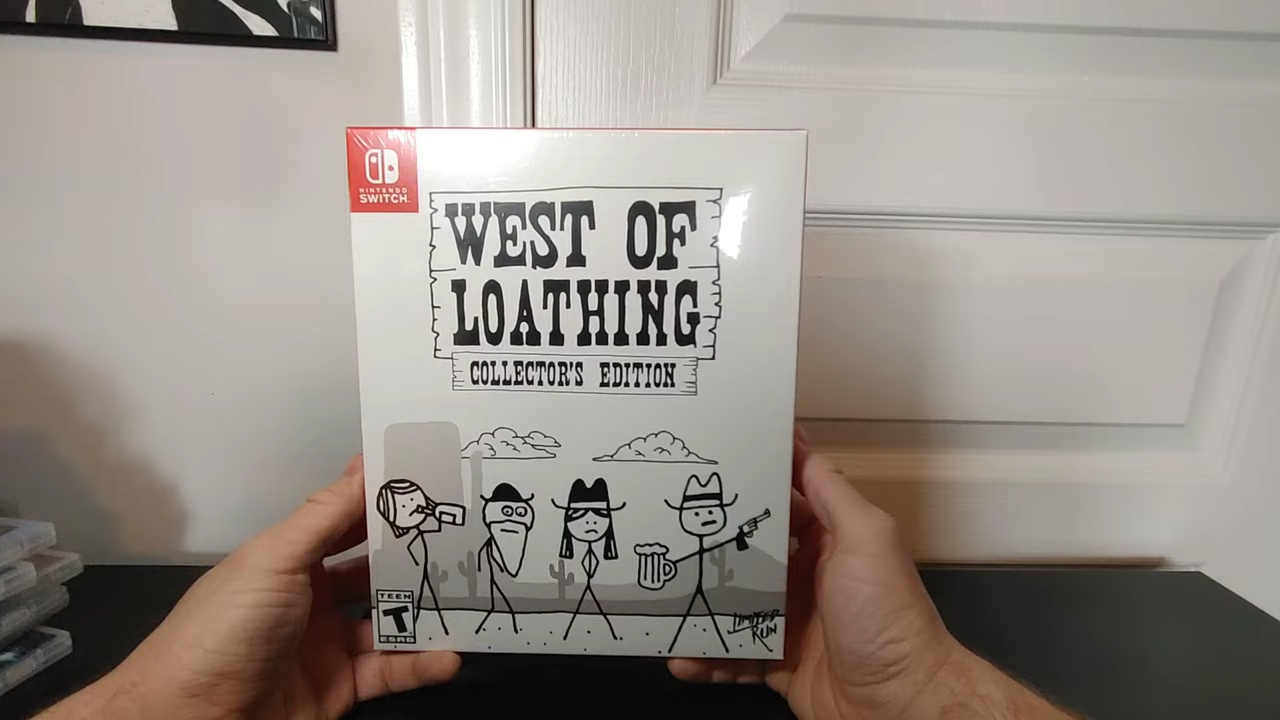 NINTENDO
SWITCH
WEST OF
LOATHING
COLLECTOR'S EDITION
TEEN
T
ESRB
LIMITED
RUN